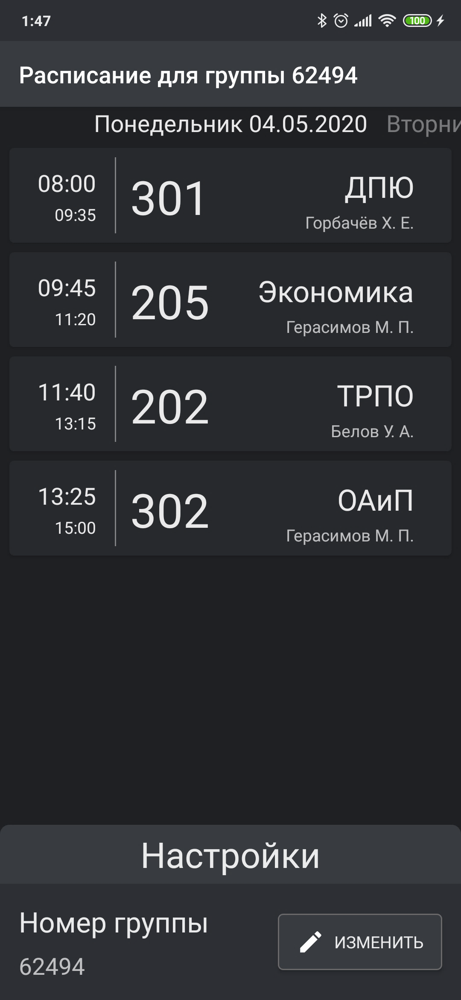 1:47
100
Расписание для группы 62494
Понедельник 04.05.2020 Вторни
08:00
09:35
301
ДПЮ
Горбачёв Х. Е.
09:45
11:20
205
Экономика
Герасимов М. П.
11:40
13:15
202
ТРПО
Белов У. А.
13:25
15:00
302
ОАиП
Герасимов М. П.
Настройки
Номер группы
62494
ИЗМЕНИТЬ